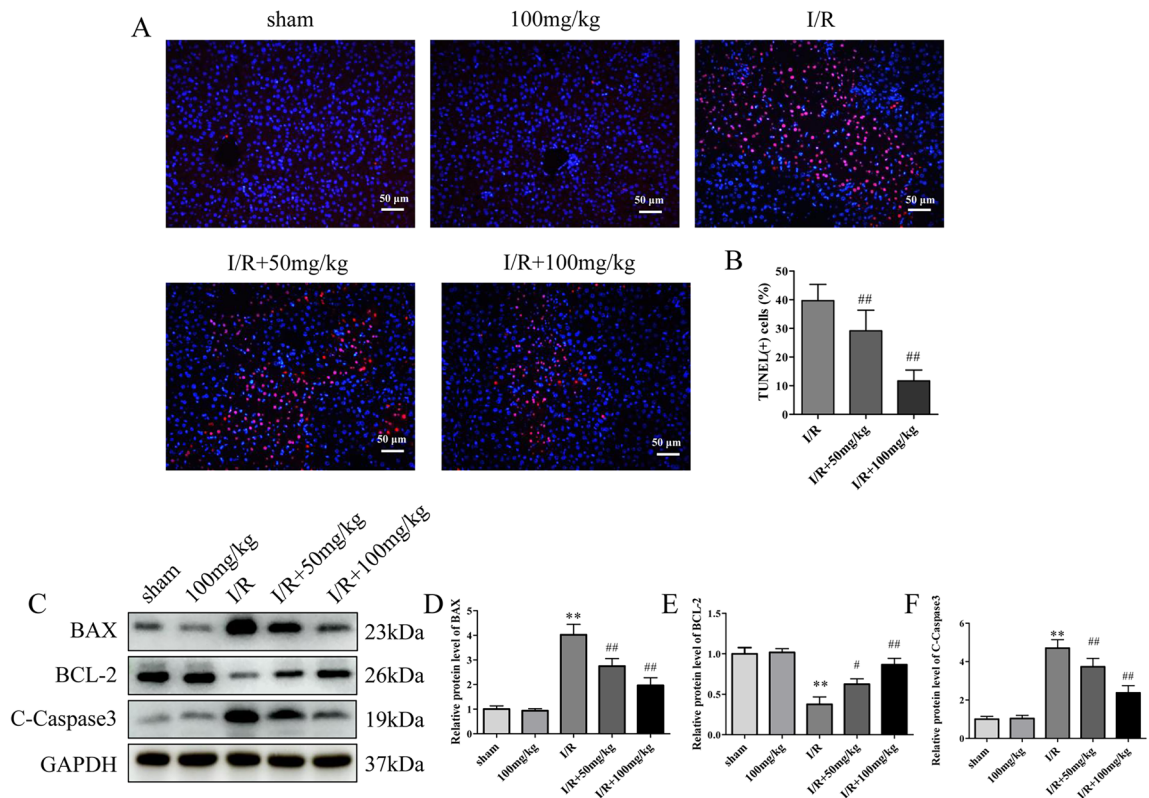 A
sham
100mg/kg
I/R
50 μm
50 μm
50 μm
I/R+50mg/kg
I/R+100mg/kg
50 μm
50 μm
B
TUNEL(+) cells (%)
50
40
30
20
10
0
##
##
I/R
I/R+50mg/kg
I/R+100mg/kg
C
sham
100mg/kg
I/R
I/R+50mg/kg
I/R+100mg/kg
BAX
23kDa
BCL-2
26kDa
C-Caspase3
19kDa
GAPDH
37kDa
D
Relative protein level of BAX
5
4
3
2
1
0
**
##
##
sham
100mg/kg
I/R
I/R+50mg/kg
I/R+100mg/kg
E
Relative protein level of BCL-2
1.5
1.0
0.5
0.0
**
#
##
sham
100mg/kg
I/R
I/R+50mg/kg
I/R+100mg/kg
F
Relative protein level of C-Caspase3
6
4
2
0
**
##
##
sham
100mg/kg
I/R
I/R+50mg/kg
I/R+100mg/kg